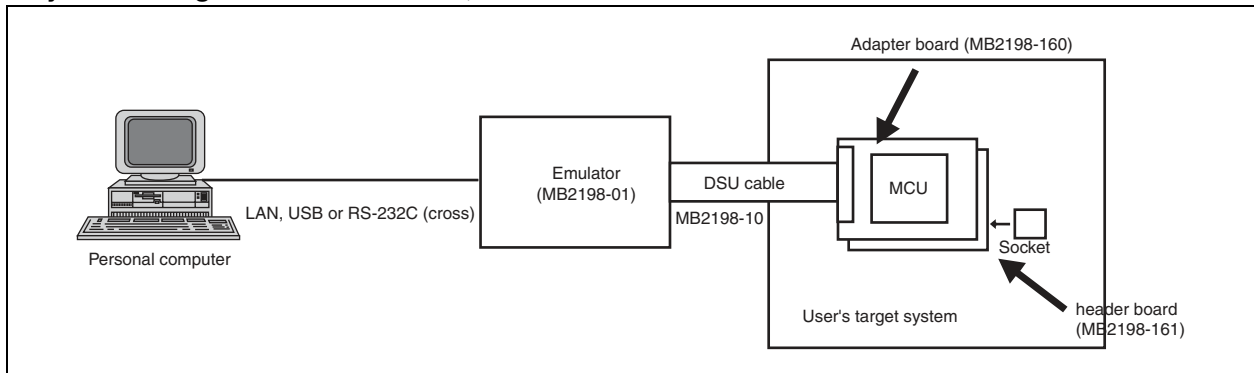 Adapter board (MB2198-160)
Emulator
(MB2198-01)
DSU cable
MCU
LAN, USB or RS-232C (cross)
MB2198-10
Socket
Personal computer
User's target system
header board
(MB2198-161)